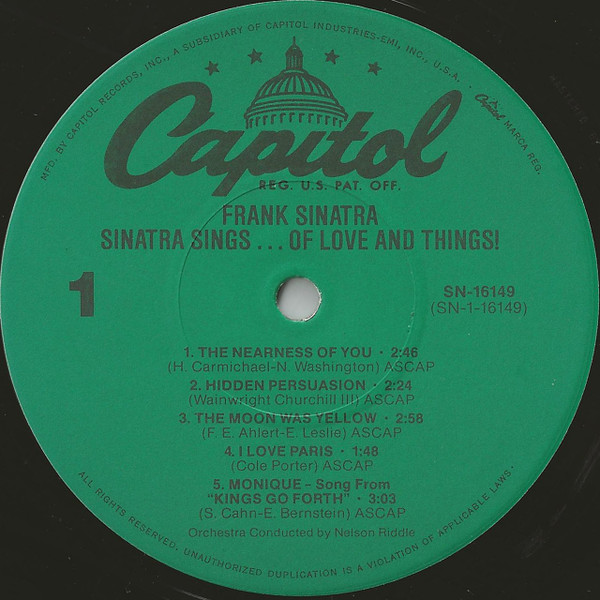 MFD. BY CAPITOL RECORDS, INC., A SUBSIDIARY OF CAPITOL INDUSTRIES-EMI, INC., U.S.A. · Capitol MARCA REG.
Capitol
REG. U.S. PAT. OFF.
FRANK SINATRA
SINATRA SINGS ... OF LOVE AND THINGS!
1
SN-16149
(SN-1-16149)
1. THE NEARNESS OF YOU · 2:46
(H. Carmichael-N. Washington) ASCAP
2. HIDDEN PERSUASION · 2:24
(Wainwright Churchill III) ASCAP
3. THE MOON WAS YELLOW · 2:58
(F. E. Ahlert-E. Leslie) ASCAP
4. I LOVE PARIS · 1:48
(Cole Porter) ASCAP
5. MONIQUE – Song From
"KINGS GO FORTH" · 3:03
(S. Cahn-E. Bernstein) ASCAP
Orchestra Conducted by Nelson Riddle
ALL RIGHTS RESERVED. UNAUTHORIZED DUPLICATION IS A VIOLATION OF APPLICABLE LAWS.